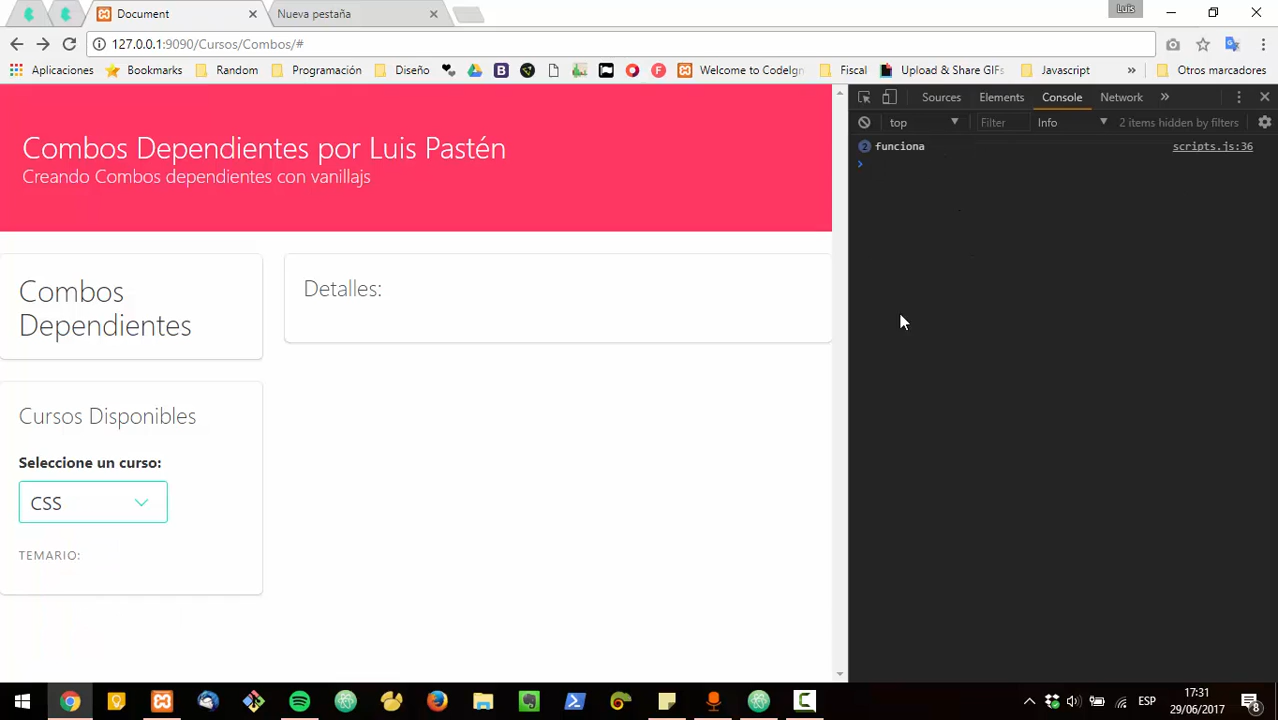 Document
Nueva pestaña
Luis
127.0.0.1:9090/Cursos/Combos/#
Aplicaciones
Bookmarks
Random
Programación
Diseño
Welcome to CodeIgn
Fiscal
Upload & Share GIFs
Javascript
»
Otros marcadores
Sources
Elements
Console
Network
»
top
Filter
Info
2 items hidden by filters
2 funciona
scripts.js:36
Combos Dependientes por Luis Pastén
Creando Combos dependientes con vanillajs
Combos
Dependientes
Detalles:
Cursos Disponibles
Seleccione un curso:
CSS
TEMARIO:
ESP
17:31
29/06/2017
8